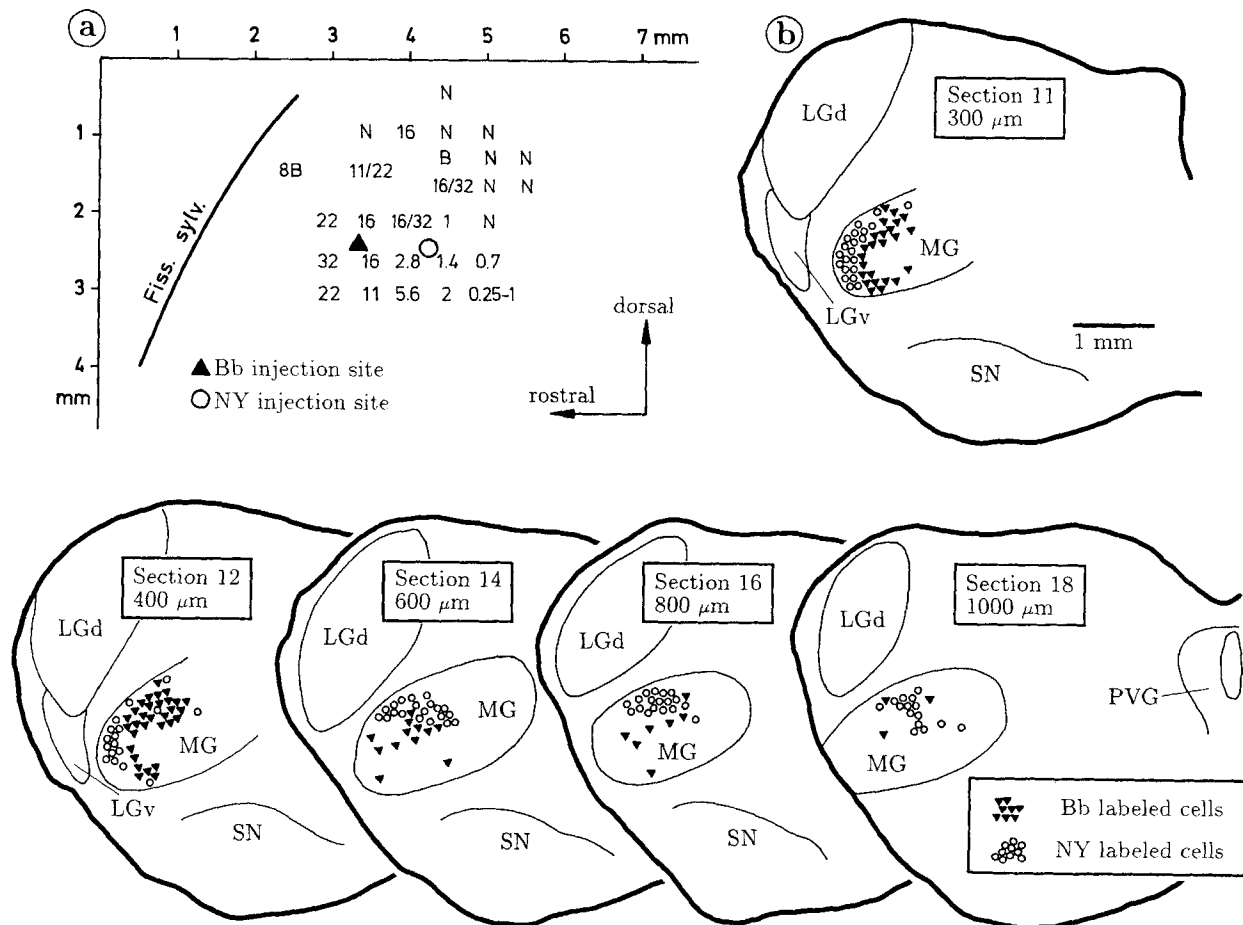 a
1 2 3 4 5 6 7 mm
N
1 N 16 N N
B N N
8B 11/22
16/32 N N
2 22 16 16/32 1 N
32 16 2.8 1.4 0.7
3 22 11 5.6 2 0.25-1
4
mm
Fiss. sylv.
Bb injection site
NY injection site
dorsal
rostral
b
Section 11
300 μm
LGd
MG
LGv
1 mm
SN
Section 12
400 μm
LGd
MG
LGv
SN
Section 14
600 μm
LGd
MG
SN
Section 16
800 μm
LGd
MG
SN
Section 18
1000 μm
LGd
PVG
MG
Bb labeled cells
NY labeled cells